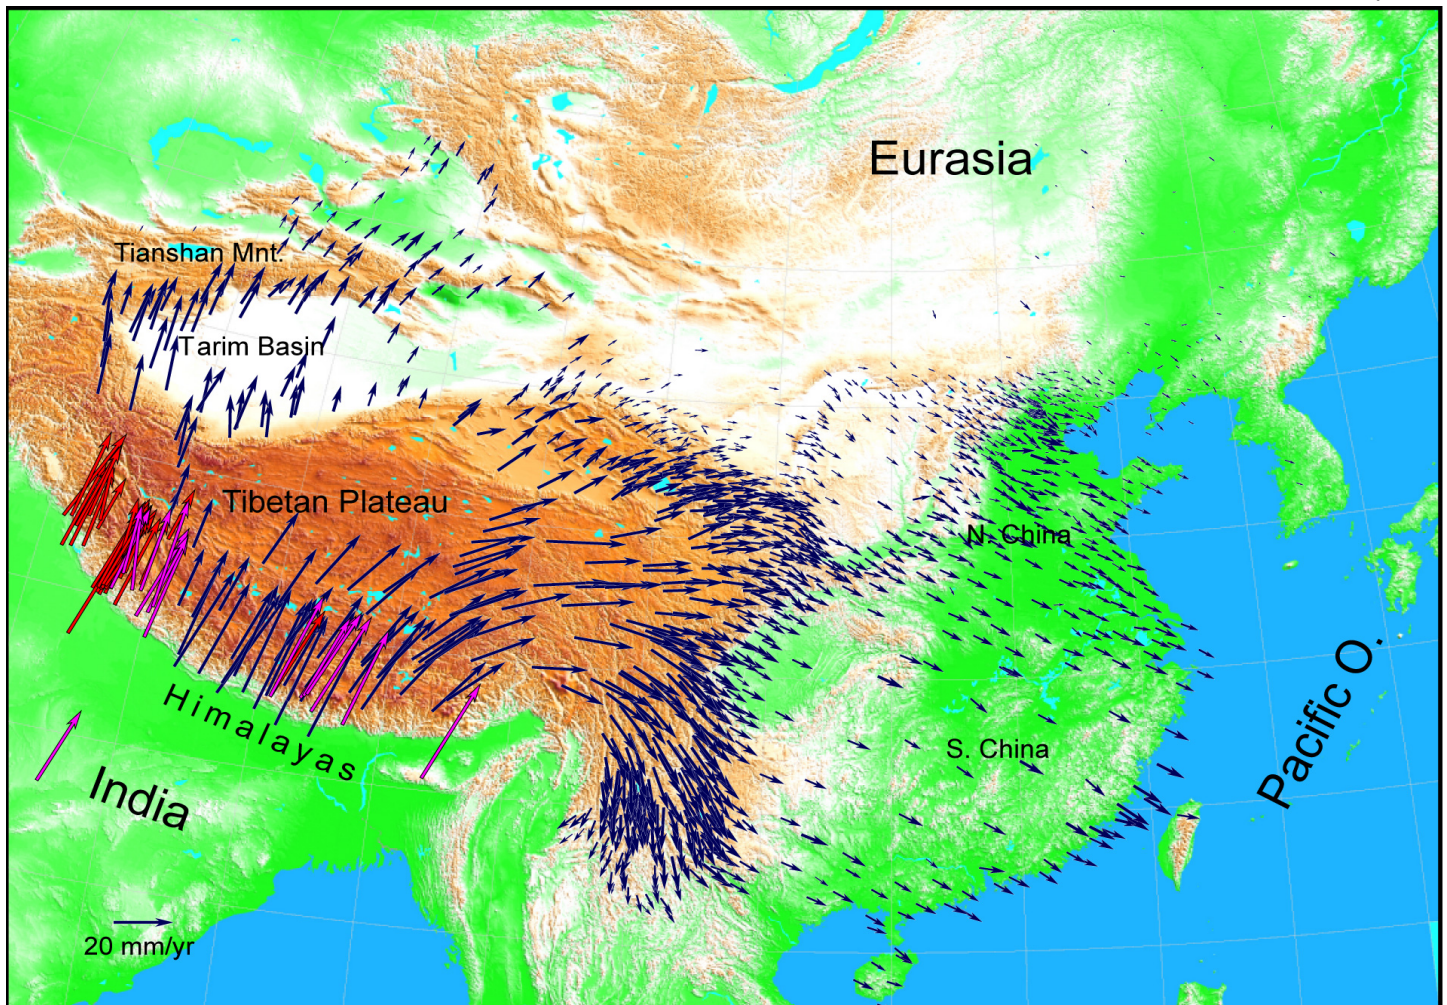 Eurasia
Tianshan Mnt.
Tarim Basin
Tibetan Plateau
N. China
Himalayas
S. China
Pacific O.
India
20 mm/yr